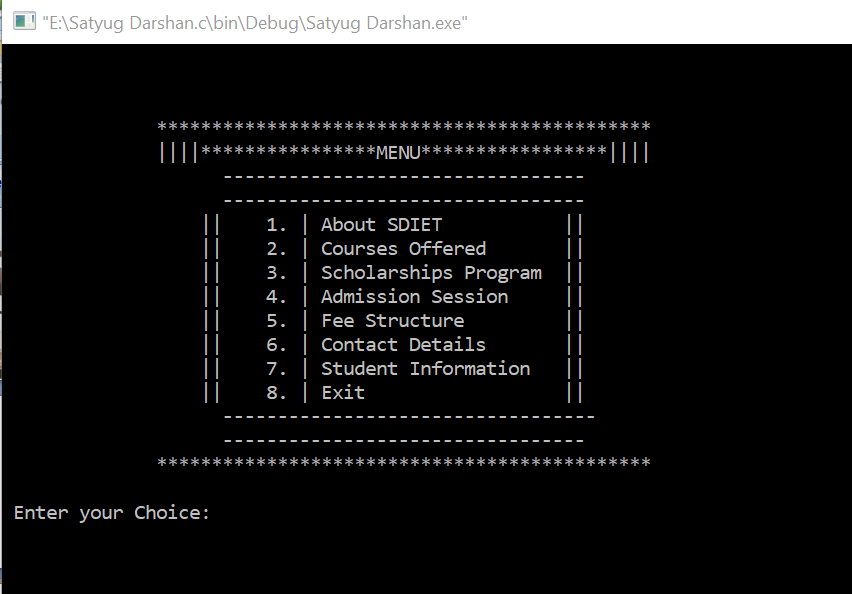 "E:\Satyug Darshan.c\bin\Debug\Satyug Darshan.exe"
*********************************************
||||****************MENU*****************||||
---------------------------------
---------------------------------
||    1. | About SDIET           ||
||    2. | Courses Offered       ||
||    3. | Scholarships Program  ||
||    4. | Admission Session     ||
||    5. | Fee Structure         ||
||    6. | Contact Details       ||
||    7. | Student Information   ||
||    8. | Exit                  ||
----------------------------------
---------------------------------
*********************************************
Enter your Choice: